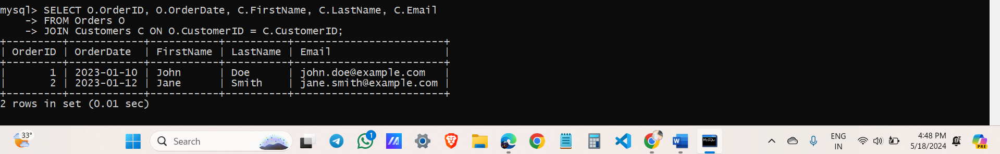 mysql> SELECT O.OrderID, O.OrderDate, C.FirstName, C.LastName, C.Email
    -> FROM Orders O
    -> JOIN Customers C ON O.CustomerID = C.CustomerID;
+---------+------------+-----------+----------+------------------------+
| OrderID | OrderDate  | FirstName | LastName | Email                  |
+---------+------------+-----------+----------+------------------------+
|       1 | 2023-01-10 | John      | Doe      | john.doe@example.com   |
|       2 | 2023-01-12 | Jane      | Smith    | jane.smith@example.com |
+---------+------------+-----------+----------+------------------------+
2 rows in set (0.01 sec)
33°
Search
1
MySQL
ENG
IN
4:48 PM
5/18/2024
PRE